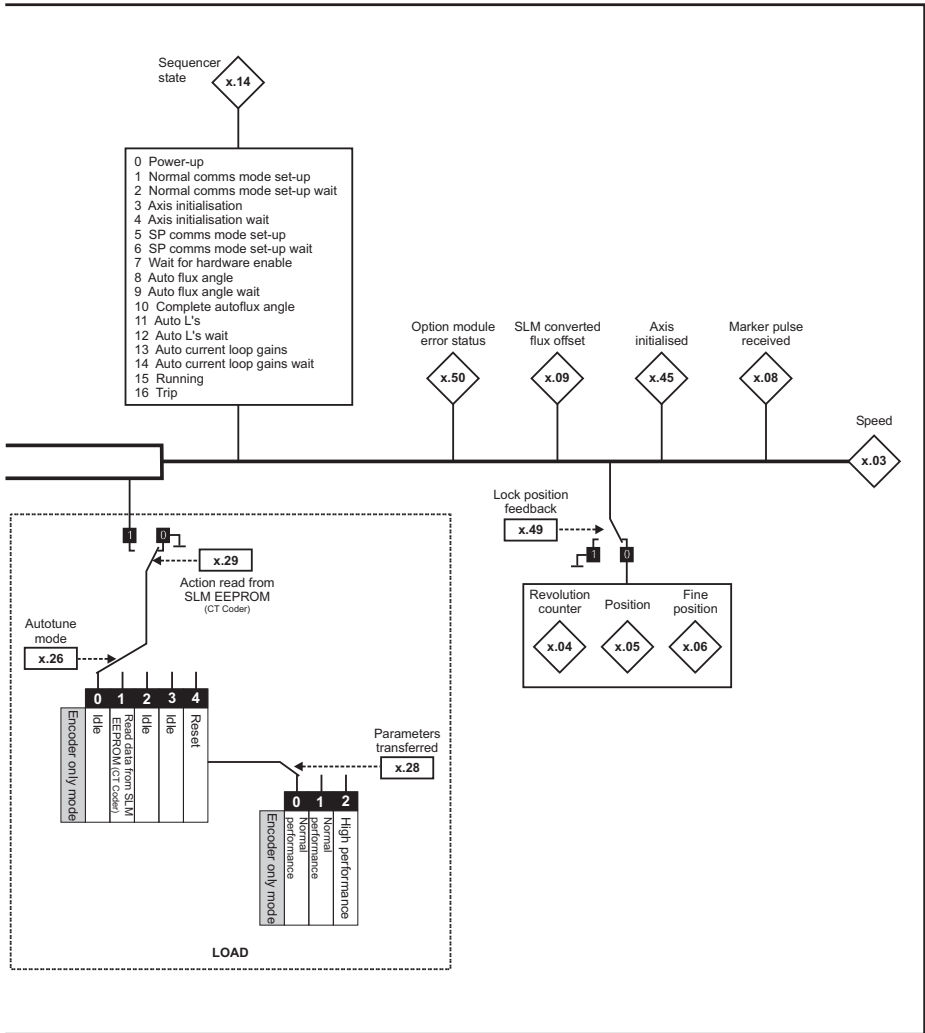 Sequencer
state
x.14
0 Power-up
1 Normal comms mode set-up
2 Normal comms mode set-up wait
3 Axis initialisation
4 Axis initialisation wait
5 SP comms mode set-up
6 SP comms mode set-up wait
7 Wait for hardware enable
8 Auto flux angle
9 Auto flux angle wait
10 Complete autoflux angle
11 Auto L's
12 Auto L's wait
13 Auto current loop gains
14 Auto current loop gains wait
15 Running
16 Trip
Option module
error status
x.50
SLM converted
flux offset
x.09
Axis
initialised
x.45
Marker pulse
received
x.08
Speed
x.03
Lock position
feedback
x.49
1 0
Revolution
counter
x.04
Position
x.05
Fine
position
x.06
1 0
x.29
Action read from
SLM EEPROM
(CT Coder)
Autotune
mode
x.26
0 1 2 3 4
Encoder only mode
Idle
Read data from SLM
EEPROM (CT Coder)
Idle
Idle
Reset
Parameters
transferred
x.28
0 1 2
Encoder only mode
Normal
performance
Normal
performance
High performance
LOAD